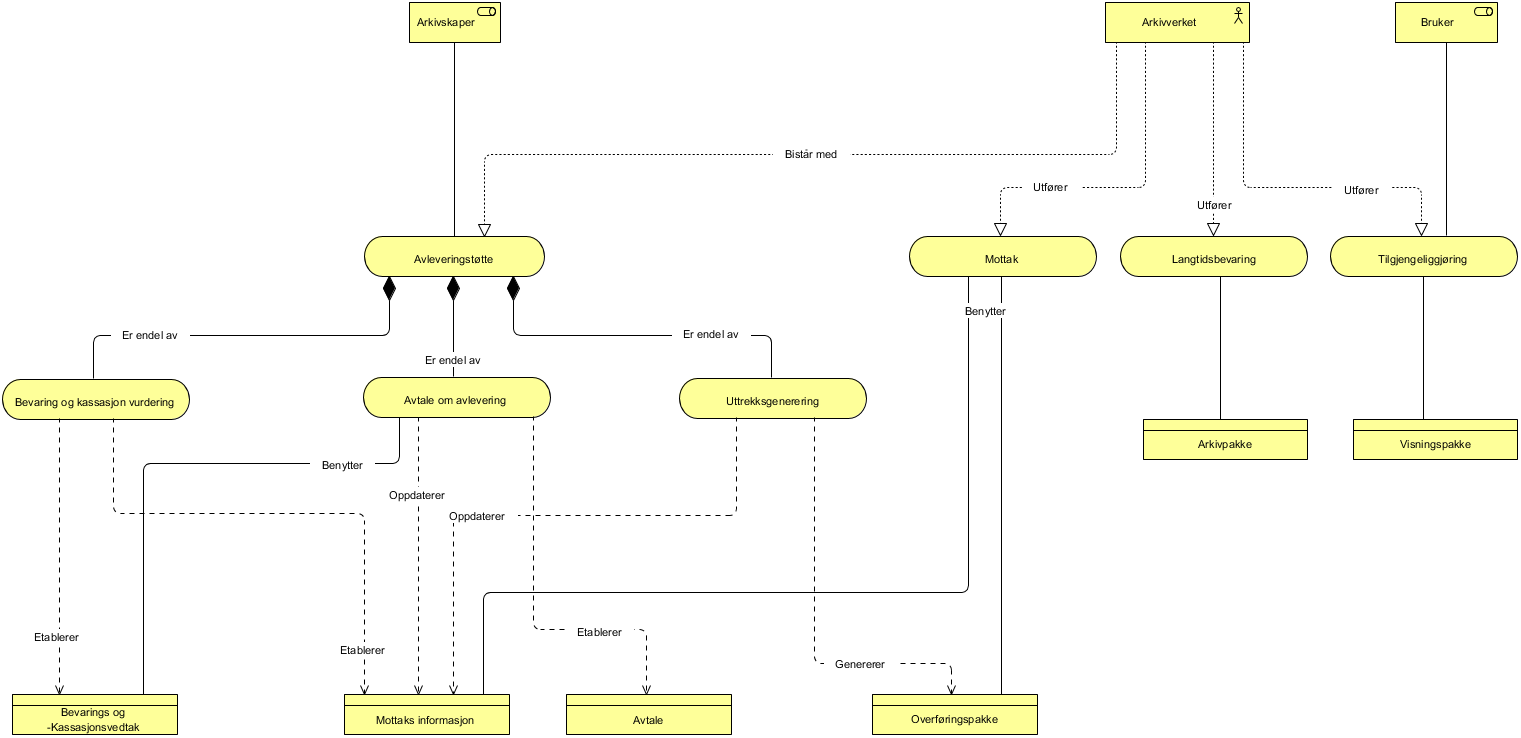 Arkivskaper
Arkivverket
Bruker
Bistår med
Utfører
Utfører
Utfører
Avleveringstøtte
Mottak
Langtidsbevaring
Tilgjengeliggjøring
Benytter
Er endel av
Er endel av
Er endel av
Bevaring og kassasjon vurdering
Avtale om avlevering
Uttrekksgenerering
Arkivpakke
Visningspakke
Benytter
Oppdaterer
Oppdaterer
Etablerer
Etablerer
Etablerer
Genererer
Bevarings og
-Kassasjonsvedtak
Mottaks informasjon
Avtale
Overføringspakke